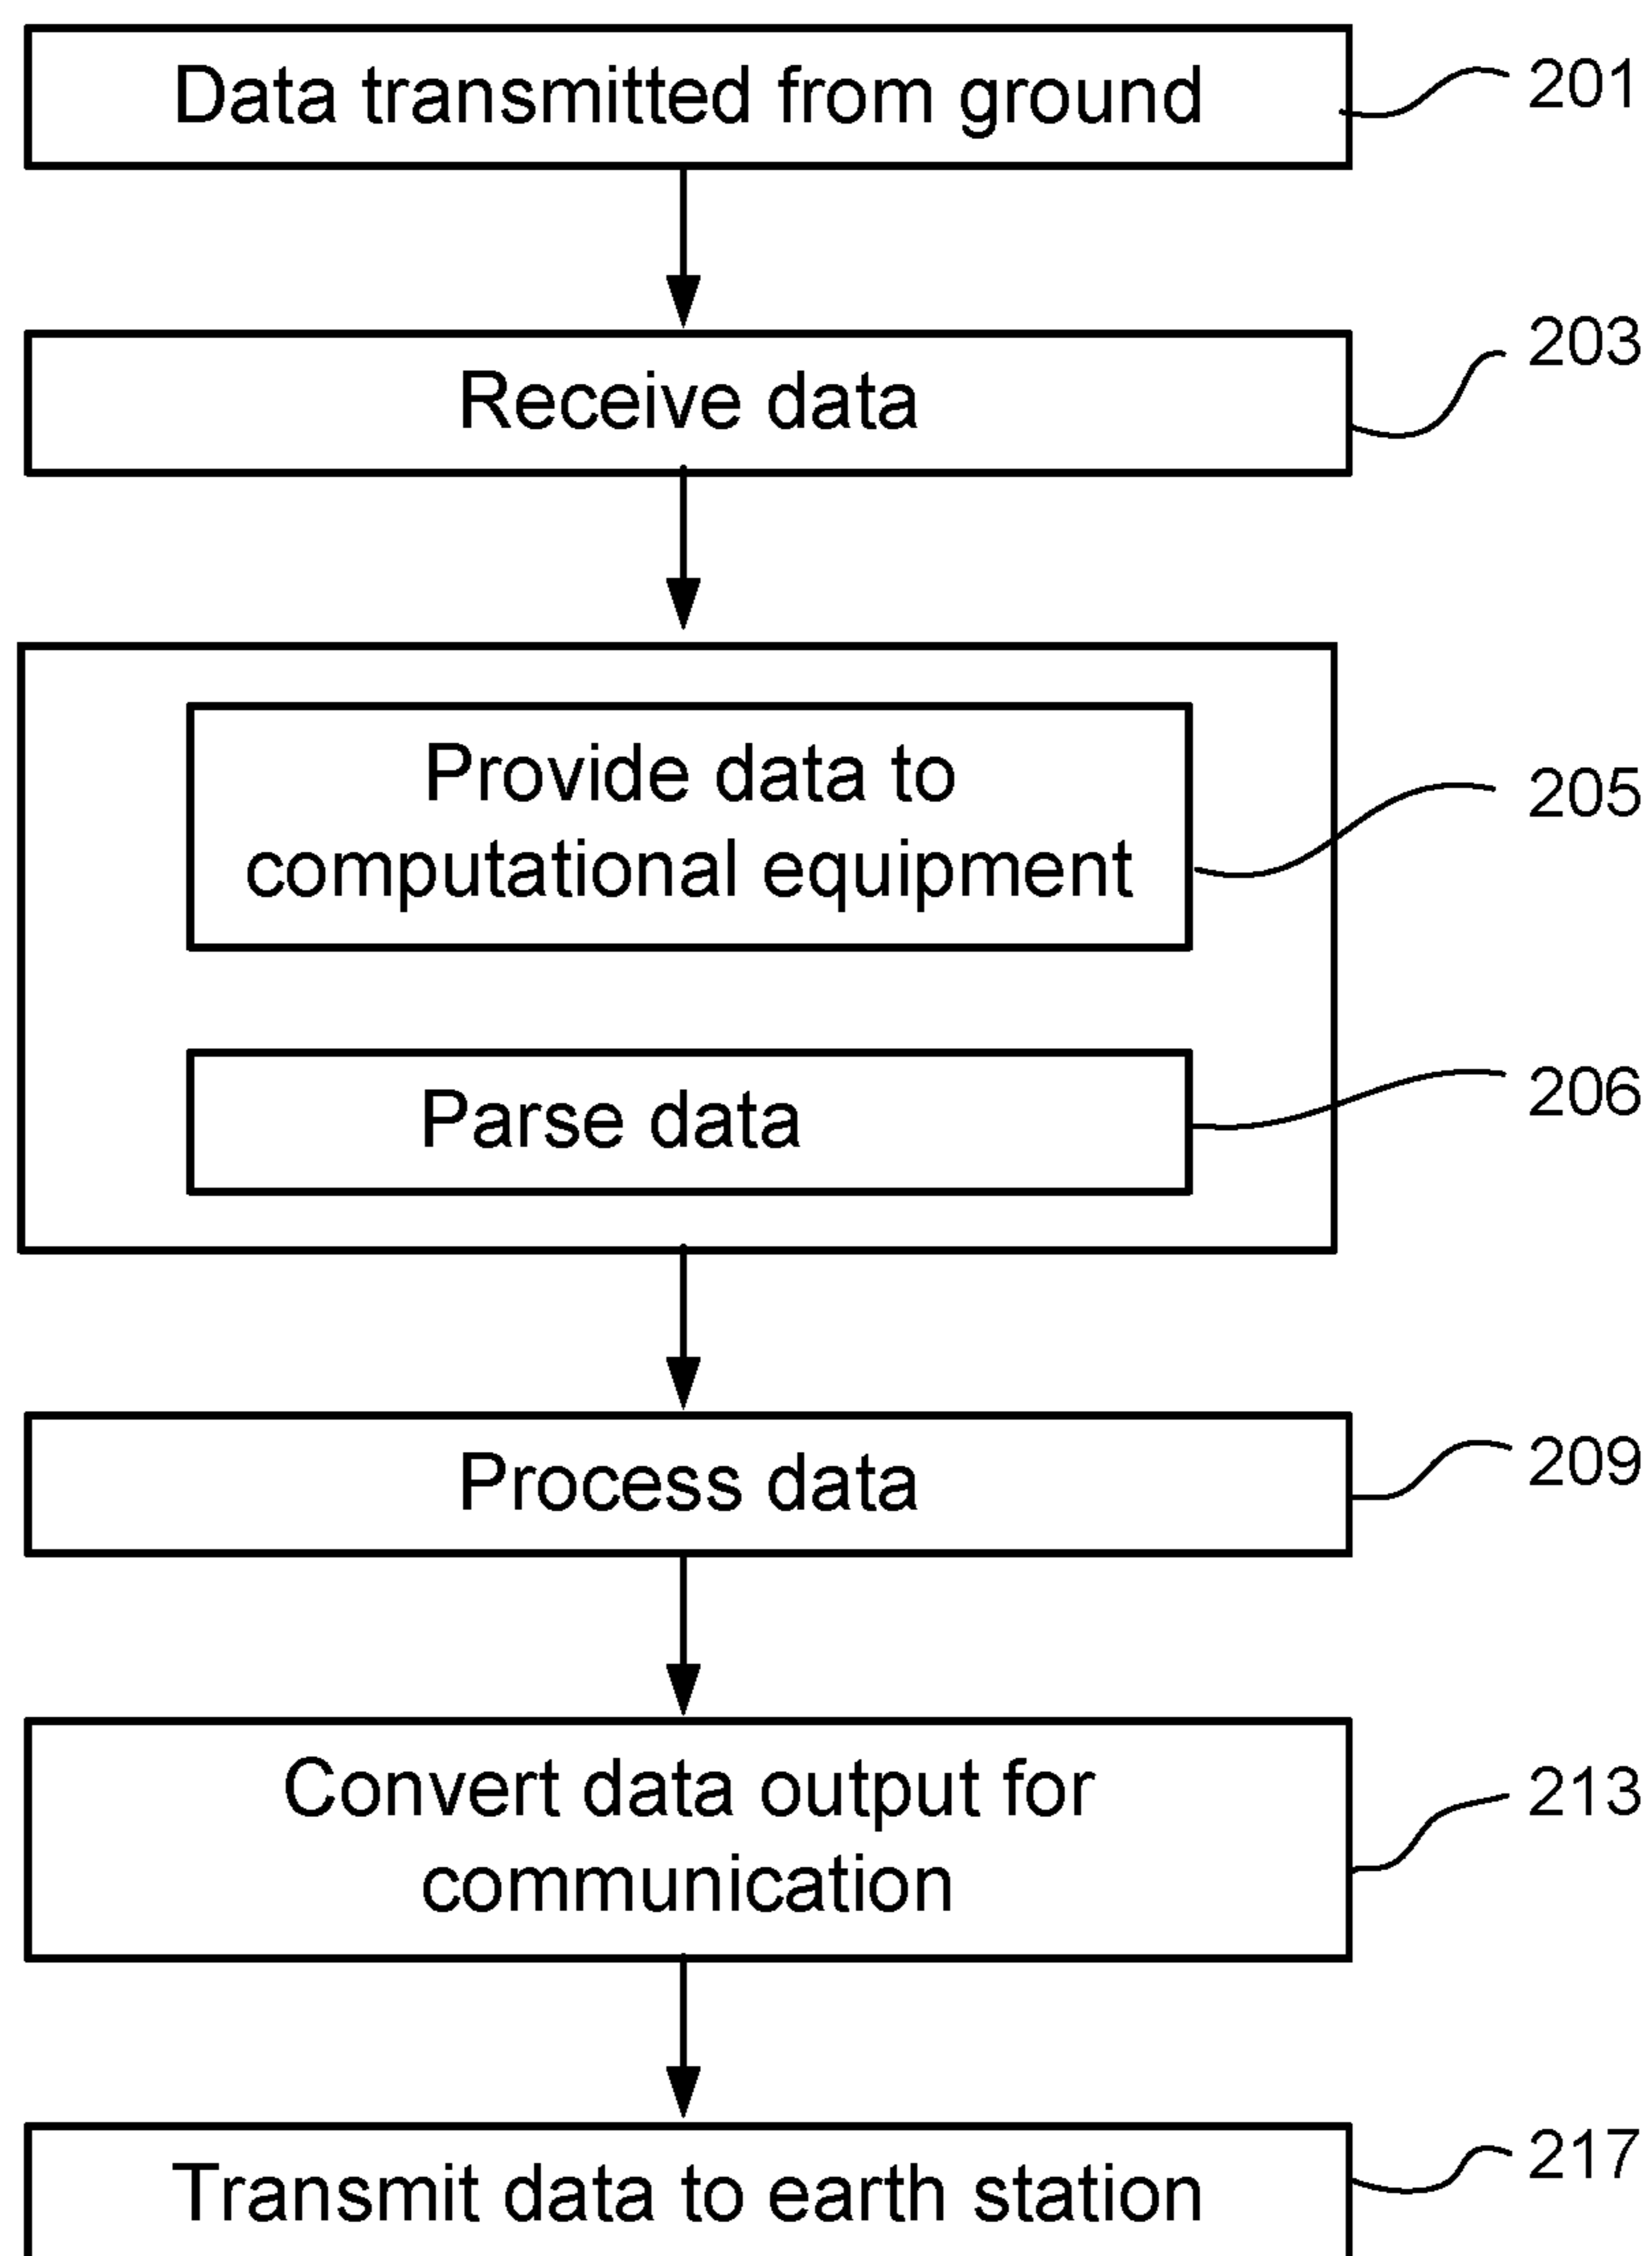 Data transmitted from ground
201
Receive data
203
Provide data to
computational equipment
205
Parse data
206
Process data
209
Convert data output for
communication
213
Transmit data to earth station
217